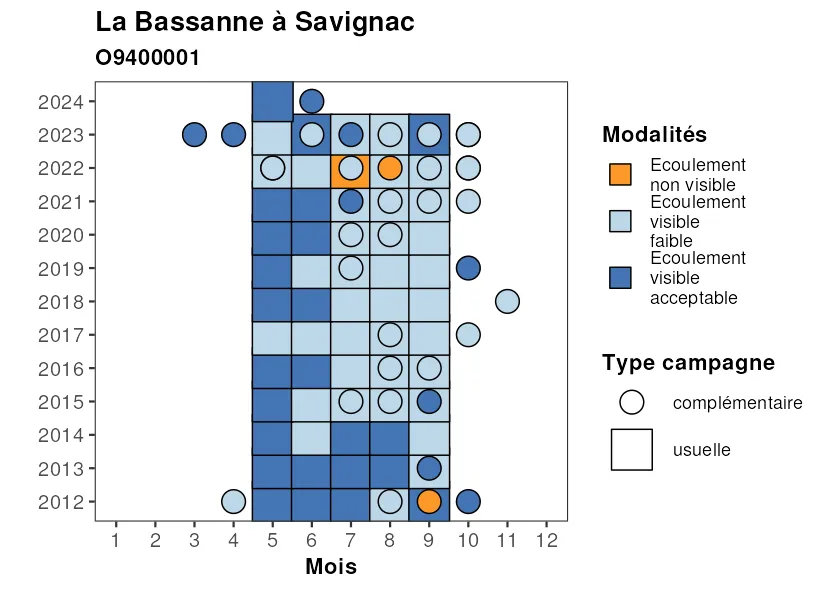 La Bassanne à Savignac
O9400001
2024
2023
2022
2021
2020
2019
2018
2017
2016
2015
2014
2013
2012
1 2 3 4 5 6 7 8 9 10 11 12
Mois
Modalités
Ecoulement
non visible
Ecoulement
visible
faible
Ecoulement
visible
acceptable
Type campagne
complémentaire
usuelle